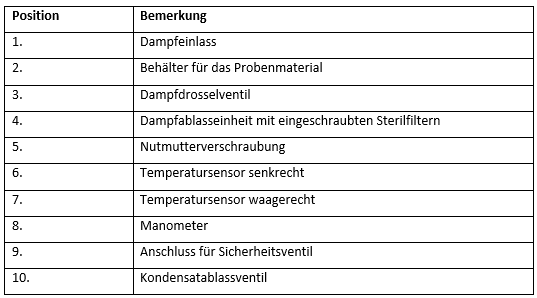 Position Bemerkung
1. Dampfeinlass
2. Behälter für das Probenmaterial
3. Dampfdrosselventil
4. Dampfablasseinheit mit eingeschraubten Sterilfiltern
5. Nutmutterverschraubung
6. Temperatursensor senkrecht
7. Temperatursensor waagerecht
8. Manometer
9. Anschluss für Sicherheitsventil
10. Kondensatablassventil